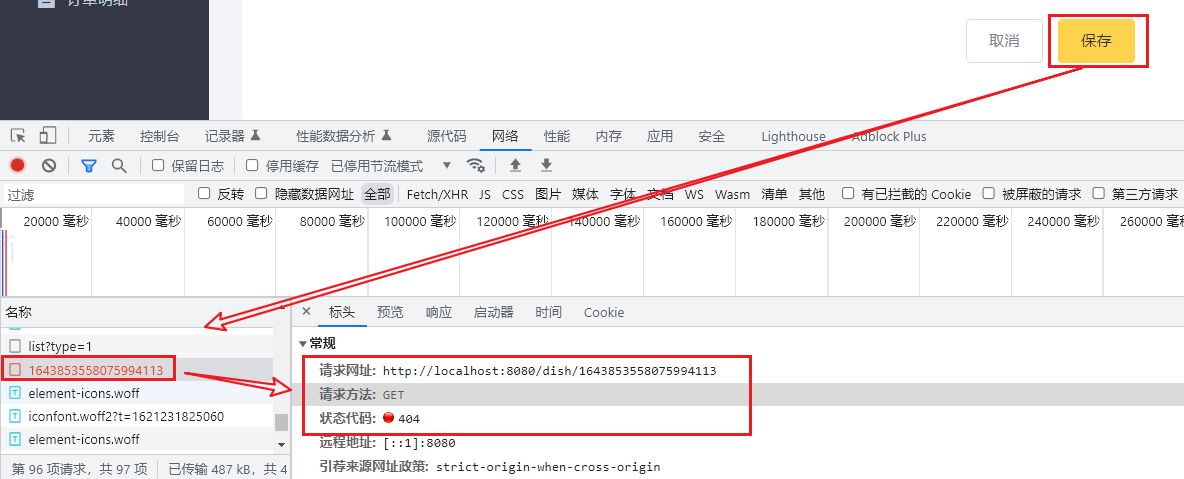 订单明细
取消 保存
元素 控制台 记录器 性能数据分析 源代码 网络 性能 内存 应用 安全 Lighthouse Adblock Plus
保留日志 停用缓存 已停用节流模式
过滤 反转 隐藏数据网址 全部 Fetch/XHR JS CSS 图片 媒体 字体 文档 WS Wasm 清单 其他 有已拦截的 Cookie 被屏蔽的请求 第三方请求
20000 毫秒 40000 毫秒 60000 毫秒 80000 毫秒 100000 毫秒 120000 毫秒 140000 毫秒 160000 毫秒 180000 毫秒 200000 毫秒 220000 毫秒 240000 毫秒 260000 毫秒
名称
list?type=1
1643853558075994113
element-icons.woff
iconfont.woff2?t=1621231825060
element-icons.woff
第 96 项请求，共 97 项 已传输 487 kB，共 4
标头 预览 响应 启动器 时间 Cookie
常规
请求网址: http://localhost:8080/dish/1643853558075994113
请求方法: GET
状态代码: 404
远程地址: [::1]:8080
引荐来源网址政策: strict-origin-when-cross-origin